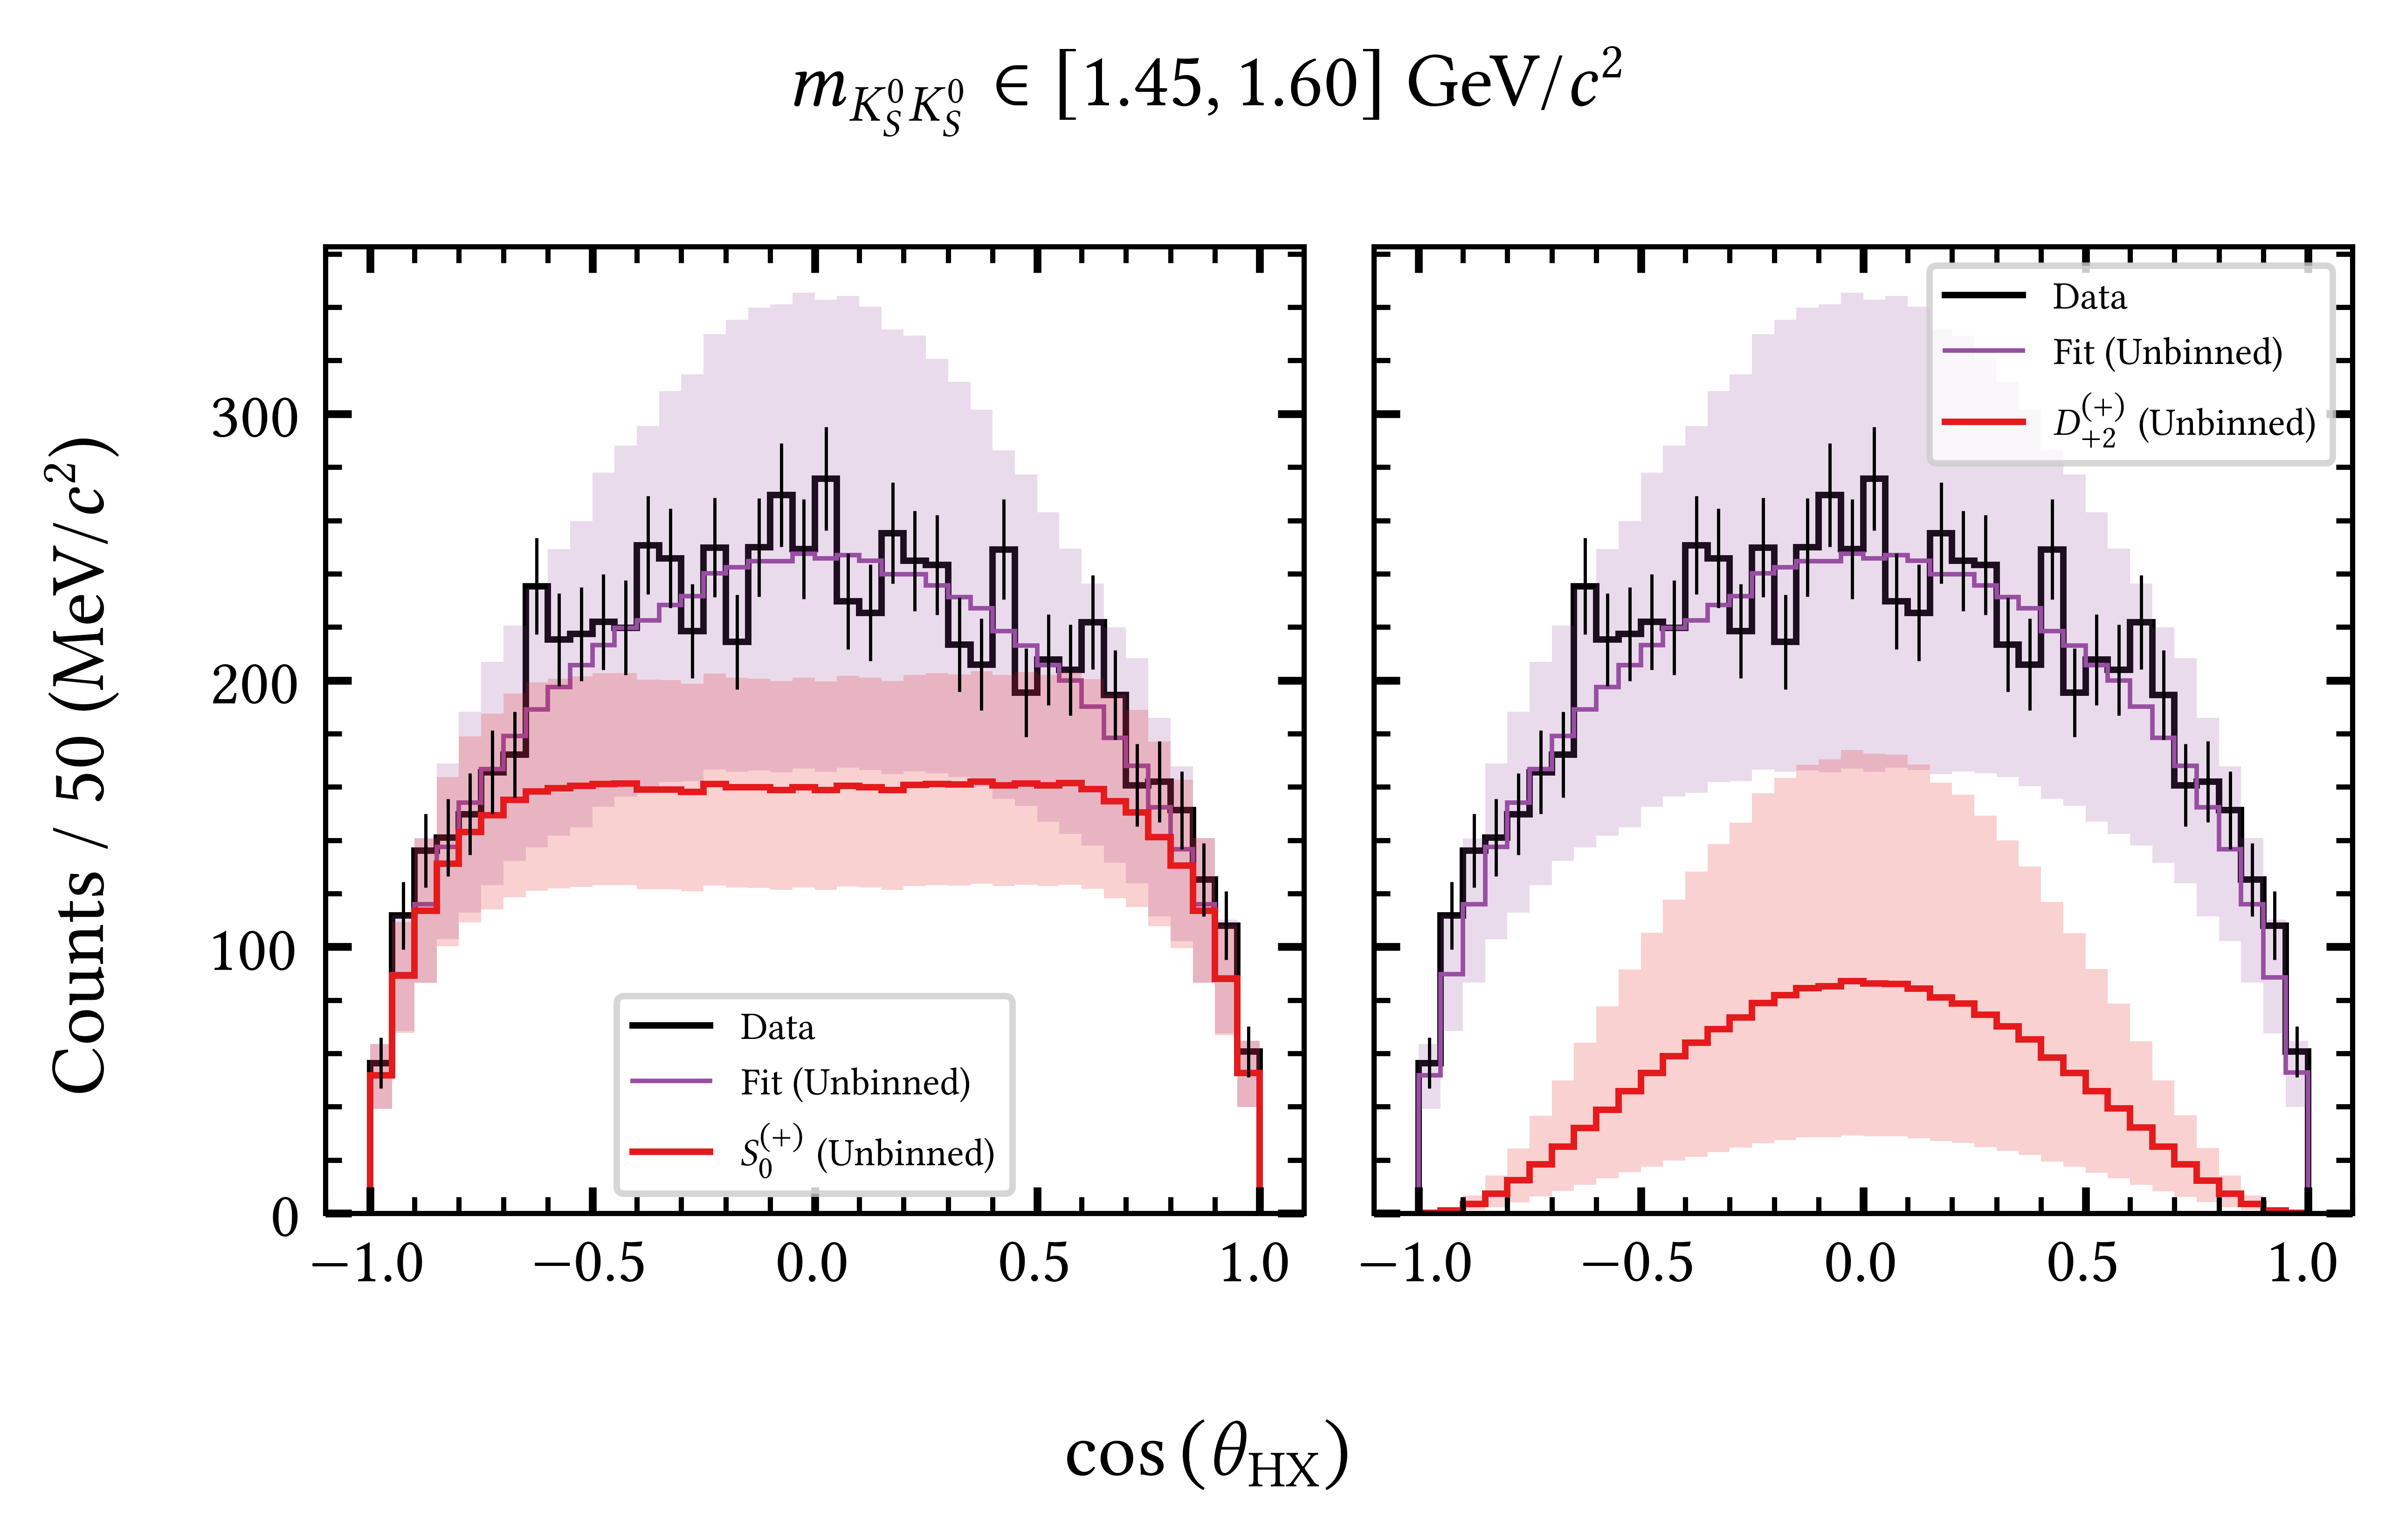 m_{K_S^0 K_S^0} ∈ [1.45, 1.60] GeV/c²
Counts / 50 (MeV/c²)
300
200
100
0
Data
Fit (Unbinned)
S_0^{(+)} (Unbinned)
−1.0 −0.5 0.0 0.5 1.0
Data
Fit (Unbinned)
D_{+2}^{(+)} (Unbinned)
−1.0 −0.5 0.0 0.5 1.0
cos (θ_{HX})